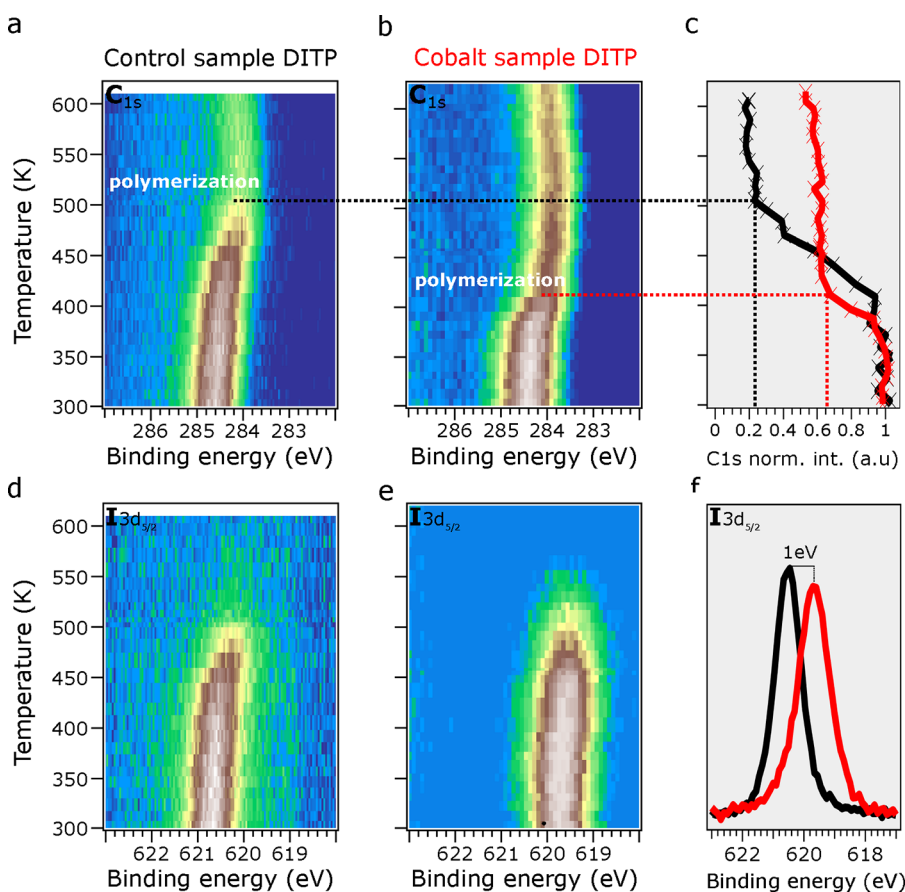 a
b
c
Control sample DITP
Cobalt sample DITP
C1s
C1s
600
550
500
450
400
350
300
Temperature (K)
polymerization
polymerization
286 285 284 283
286 285 284 283
0 0.2 0.4 0.6 0.8 1
Binding energy (eV)
Binding energy (eV)
C1s norm. int. (a.u)
d
e
f
I3d5/2
I3d5/2
I3d5/2
1eV
600
550
500
450
400
350
300
Temperature (K)
622 621 620 619
622 621 620 619
622 620 618
Binding energy (eV)
Binding energy (eV)
Binding energy (eV)